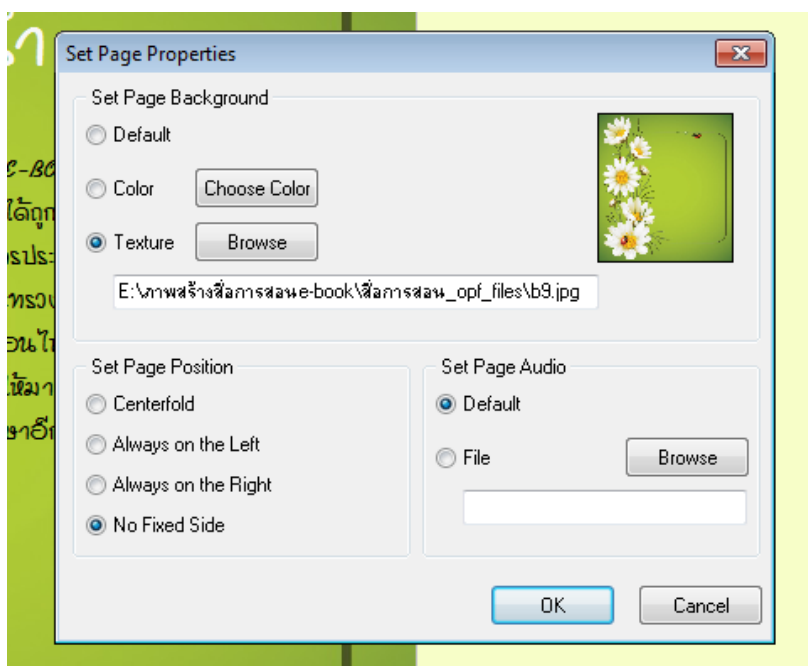 Set Page Properties
Set Page Background
Default
Color Choose Color
Texture Browse
E:\ภาพสร้างสื่อการสอนe-book\สื่อการสอน_opf_files\b9.jpg
Set Page Position
Centerfold
Always on the Left
Always on the Right
No Fixed Side
Set Page Audio
Default
File Browse
OK Cancel